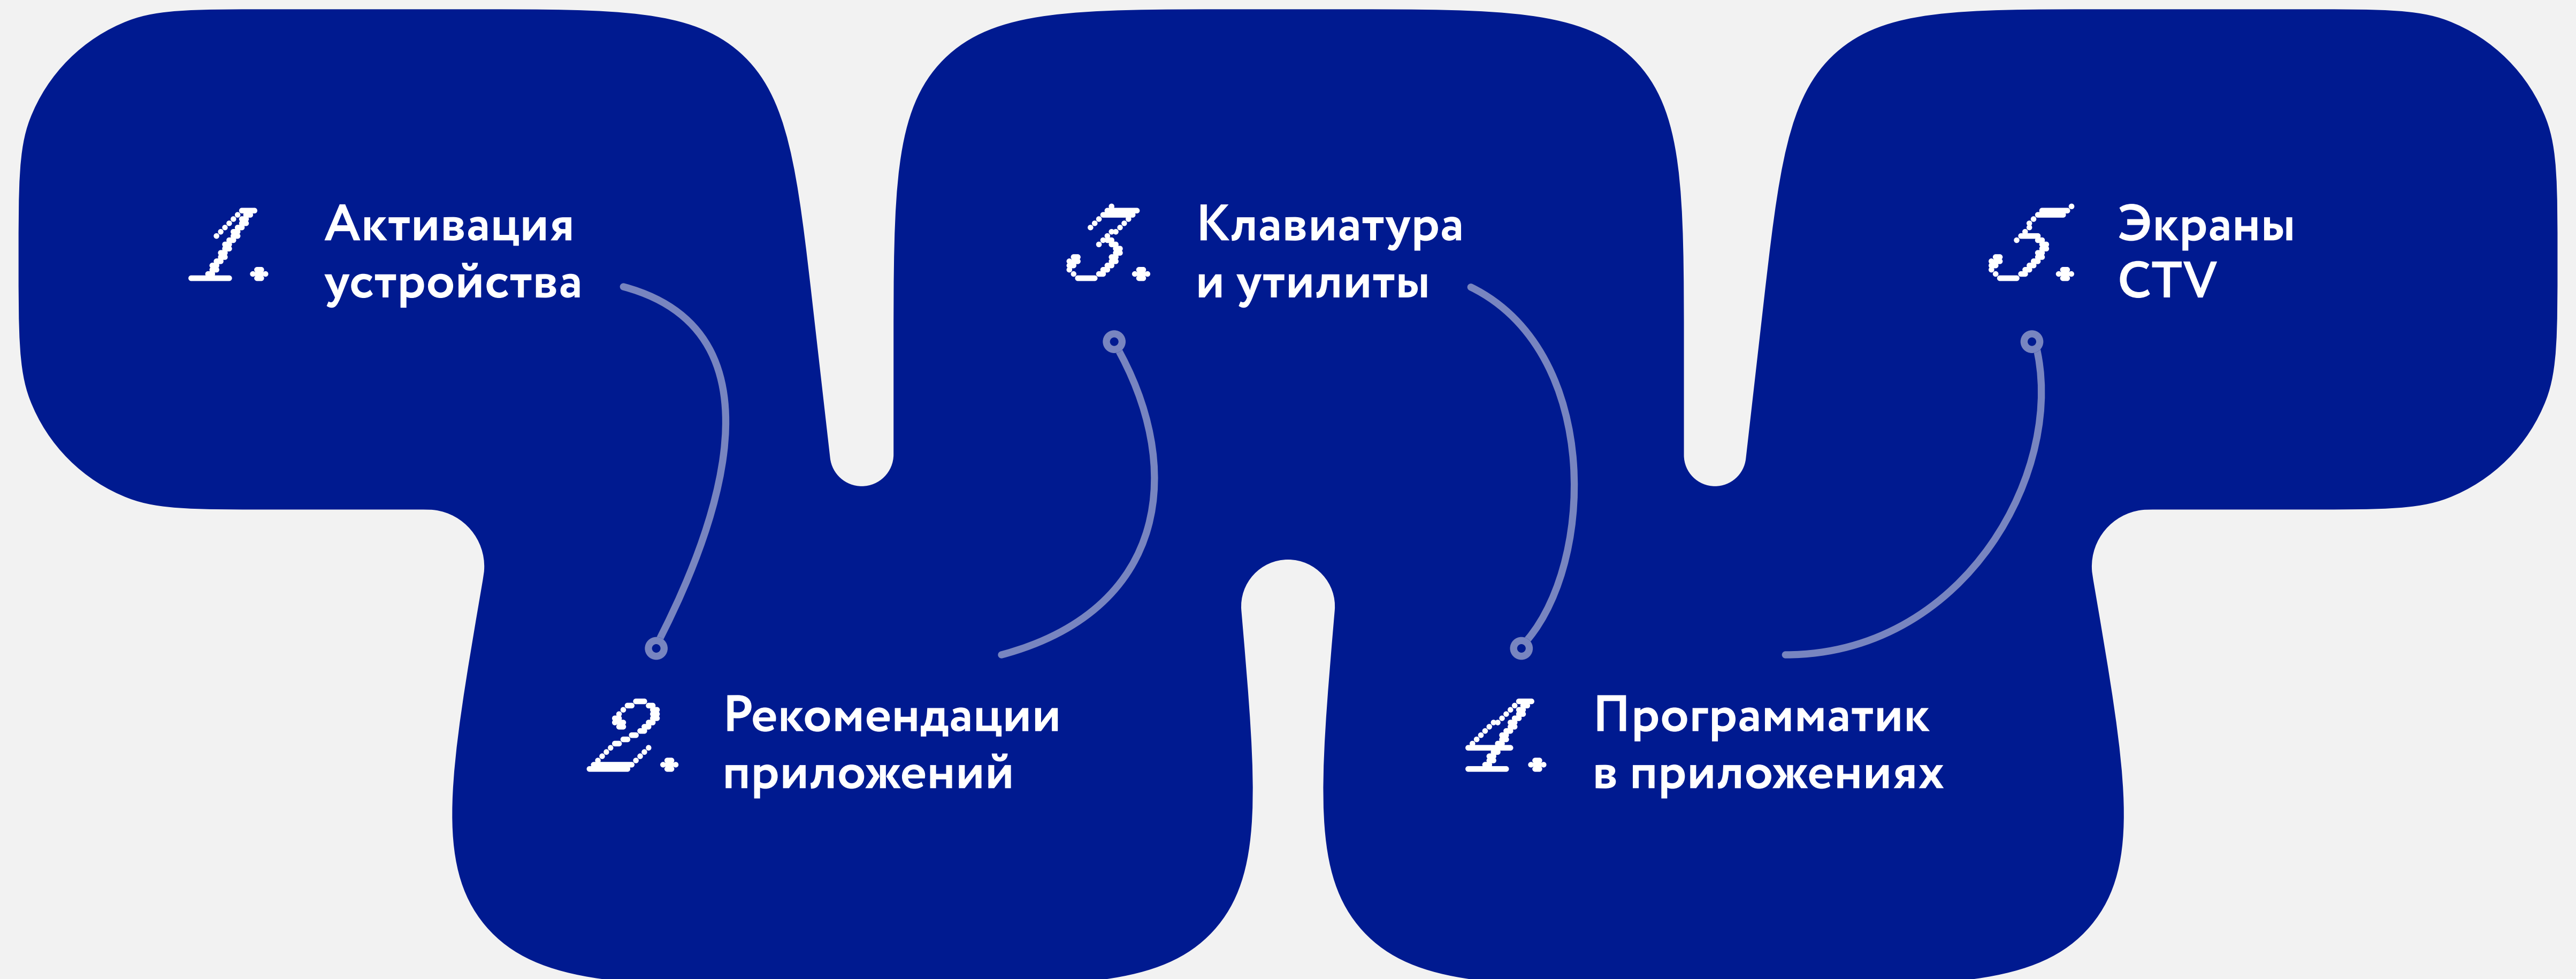 1. Активация
устройства
2. Рекомендации
приложений
3. Клавиатура
и утилиты
4. Программатик
в приложениях
5. Экраны
CTV